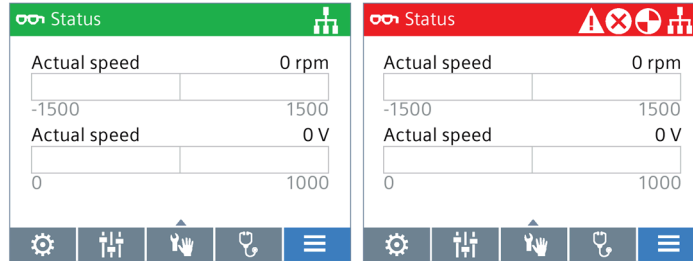 Status
Actual speed 0 rpm
-1500 1500
Actual speed 0 V
0 1000
Status
Actual speed 0 rpm
-1500 1500
Actual speed 0 V
0 1000